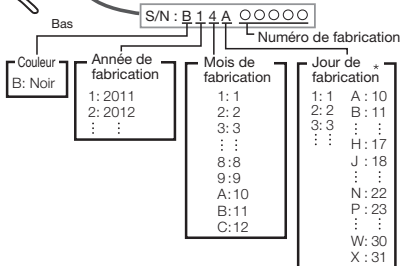 S/N : B 1 4 A ○○○○○
Bas
Numéro de fabrication
Couleur
B: Noir
Année de
fabrication
1: 2011
2: 2012
⋮ ⋮
Mois de
fabrication
1: 1
2: 2
3: 3
⋮ ⋮
8:8
9:9
A:10
B:11
C:12
Jour de
fabrication *
1: 1
2: 2
3: 3
⋮ ⋮
A : 10
B : 11
⋮ ⋮
H : 17
J : 18
⋮ ⋮
N : 22
P : 23
⋮ ⋮
W: 30
X : 31